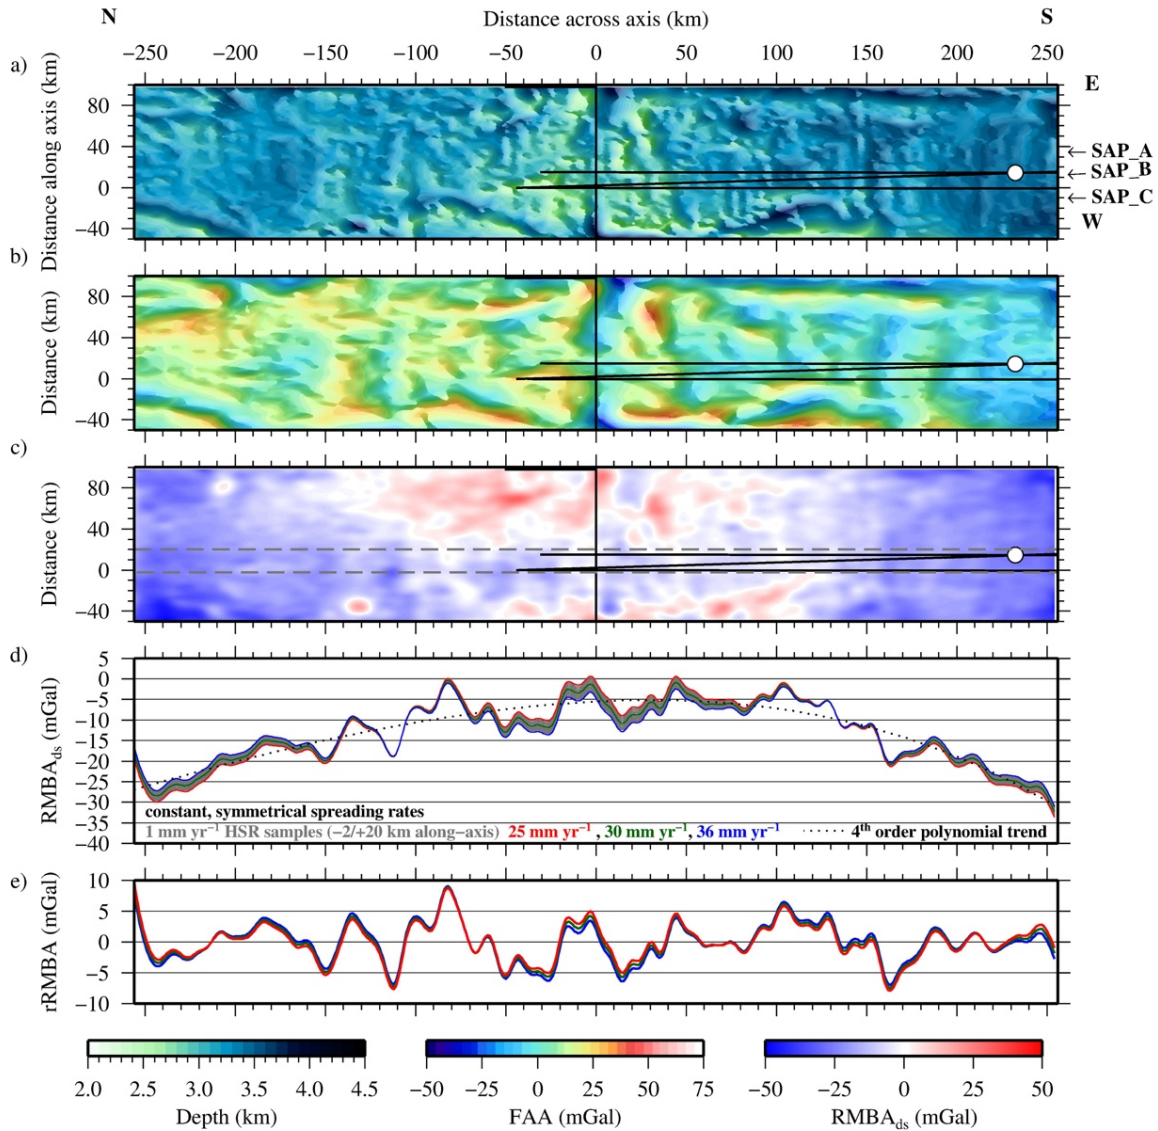 N
Distance across axis (km)
S
−250 −200 −150 −100 −50 0 50 100 150 200 250
a)
Distance along axis (km)
80
40
0
−40
E
← SAP_A
← SAP_B
← SAP_C
W
b)
Distance (km)
80
40
0
−40
c)
Distance (km)
80
40
0
−40
d)
RMBAds (mGal)
5
0
−5
−10
−15
−20
−25
−30
−35
−40
constant, symmetrical spreading rates
1 mm yr⁻¹ HSR samples (−2/+20 km along−axis) 25 mm yr⁻¹ , 30 mm yr⁻¹, 36 mm yr⁻¹ 4th order polynomial trend
e)
rRMBA (mGal)
10
5
0
−5
−10
2.0 2.5 3.0 3.5 4.0 4.5
Depth (km)
−50 −25 0 25 50 75
FAA (mGal)
−50 −25 0 25 50
RMBAds (mGal)